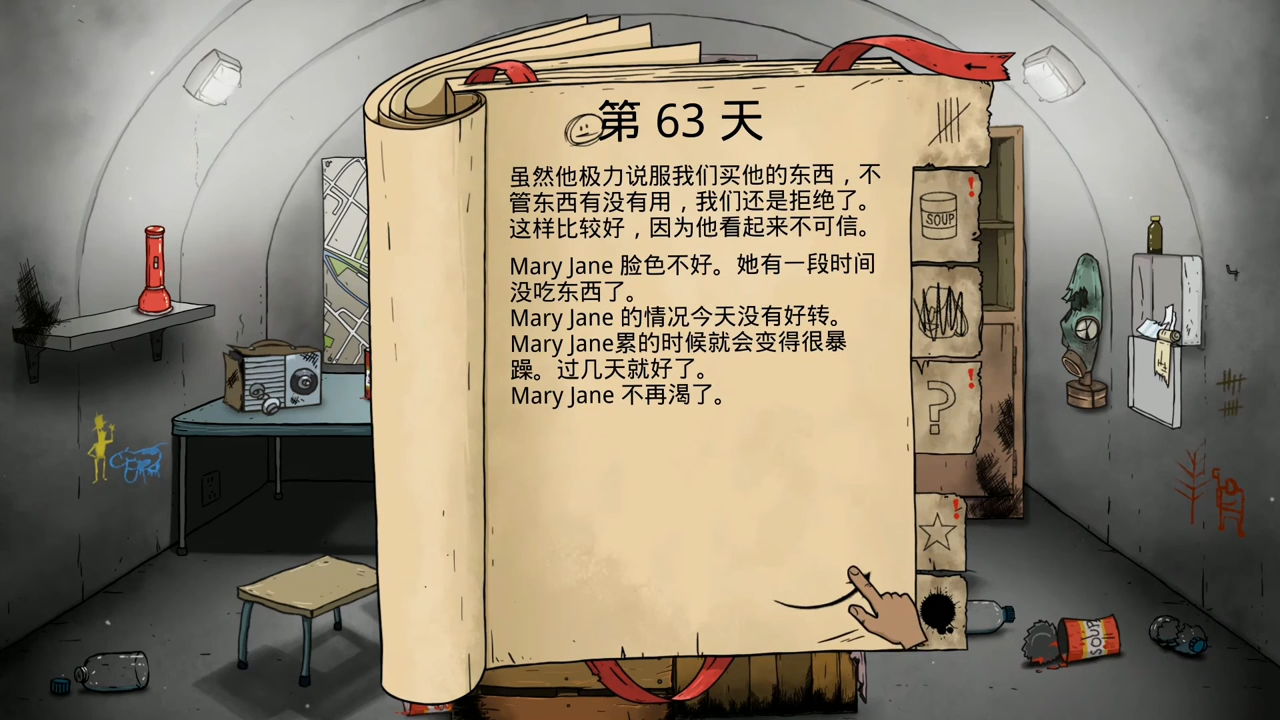 第 63 天
虽然他极力说服我们买他的东西，不
管东西有没有用，我们还是拒绝了。
这样比较好，因为他看起来不可信。
Mary Jane 脸色不好。她有一段时间
没吃东西了。
Mary Jane 的情况今天没有好转。
Mary Jane累的时候就会变得很暴
躁。过几天就好了。
Mary Jane 不再渴了。
SOUP
!
?
!
!
SOUP